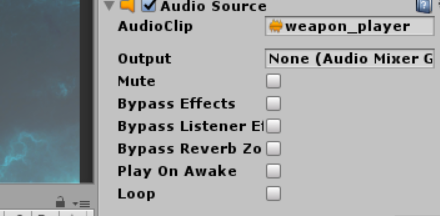 Audio Source
AudioClip weapon_player
Output None (Audio Mixer G
Mute
Bypass Effects
Bypass Listener Ef
Bypass Reverb Zo
Play On Awake
Loop